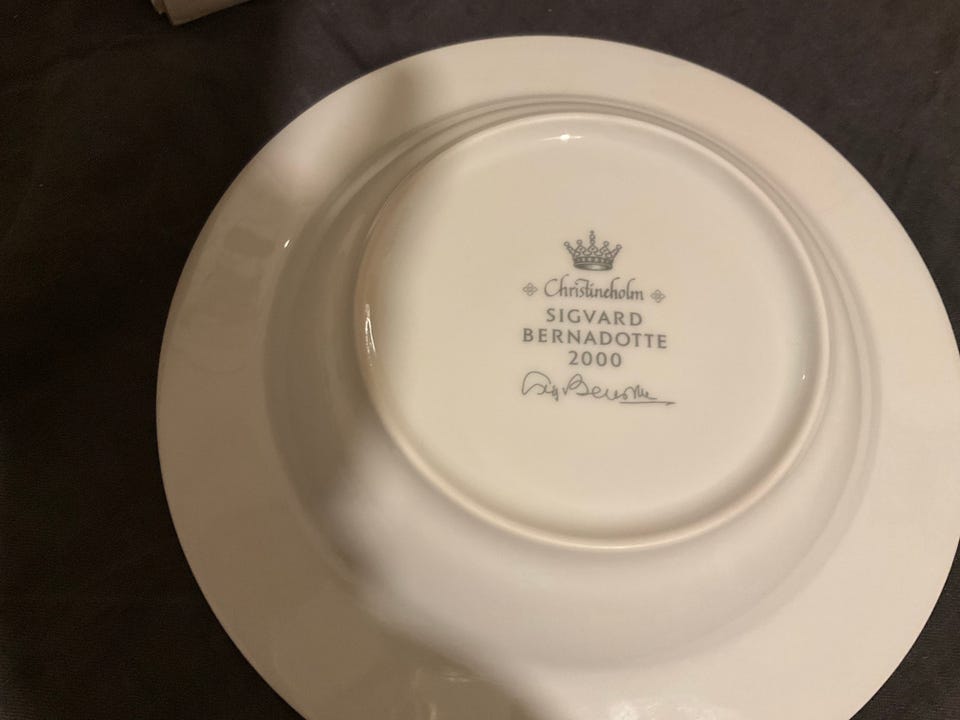 Christineholm
SIGVARD
BERNADOTTE
2000